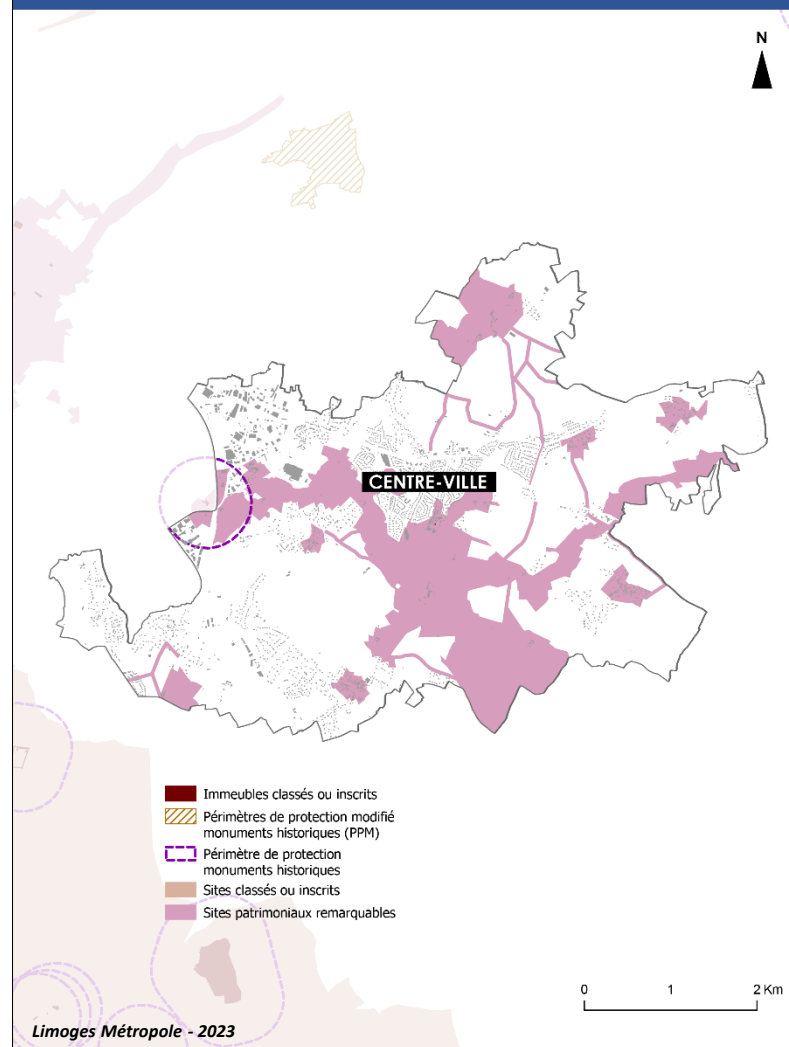 N
CENTRE-VILLE
Immeubles classés ou inscrits
Périmètres de protection modifié
monuments historiques (PPM)
Périmètre de protection
monuments historiques
Sites classés ou inscrits
Sites patrimoniaux remarquables
0 1 2 Km
Limoges Métropole - 2023